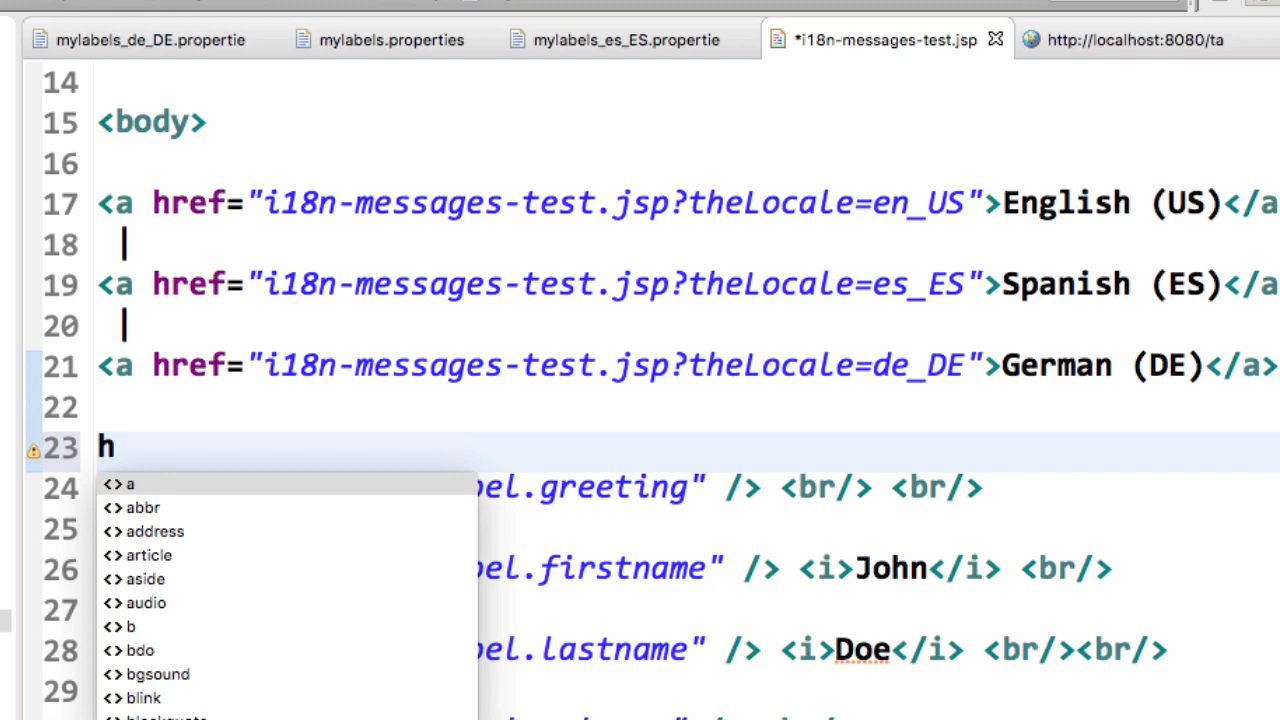 mylabels_de_DE.propertie mylabels.properties mylabels_es_ES.propertie *i18n-messages-test.jsp http://localhost:8080/ta
14
15 <body>
16
17 <a href="i18n-messages-test.jsp?theLocale=en_US">English (US)</a
18 |
19 <a href="i18n-messages-test.jsp?theLocale=es_ES">Spanish (ES)</a
20 |
21 <a href="i18n-messages-test.jsp?theLocale=de_DE">German (DE)</a>
22
23 h
<> a
24 bel.greeting" /> <br/> <br/>
<> abbr
25 <> address
<> article
26 bel.firstname" /> <i>John</i> <br/>
<> aside
27 <> audio
<> b
28 bel.lastname" /> <i>Doe</i> <br/><br/>
<> bdo
<> bgsound
29
<> blink